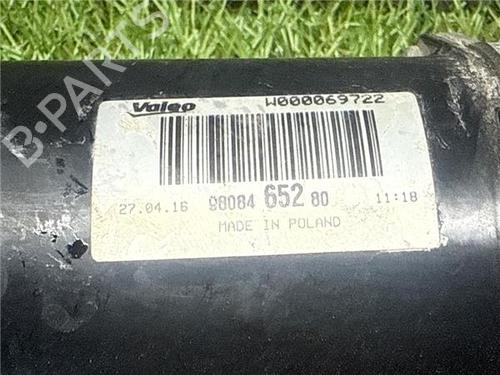 B-PARTS
Valeo W000069722
27.04.16 98084 652 80 11:18
MADE IN POLAND